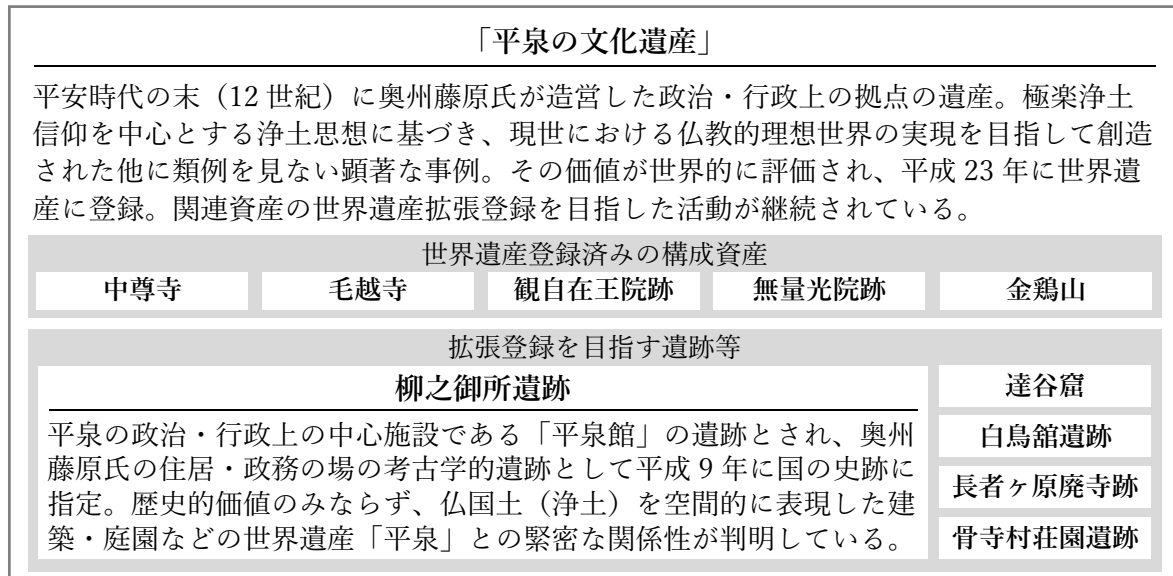 「平泉の文化遺産」
平安時代の末（12 世紀）に奥州藤原氏が造営した政治・行政上の拠点の遺産。極楽浄土
信仰を中心とする浄土思想に基づき、現世における仏教的理想世界の実現を目指して創造
された他に類例を見ない顕著な事例。その価値が世界的に評価され、平成 23 年に世界遺
産に登録。関連資産の世界遺産拡張登録を目指した活動が継続されている。
世界遺産登録済みの構成資産
中尊寺
毛越寺
観自在王院跡
無量光院跡
金鶏山
拡張登録を目指す遺跡等
柳之御所遺跡
平泉の政治・行政上の中心施設である「平泉館」の遺跡とされ、奥州
藤原氏の住居・政務の場の考古学的遺跡として平成 9 年に国の史跡に
指定。歴史的価値のみならず、仏国土（浄土）を空間的に表現した建
築・庭園などの世界遺産「平泉」との緊密な関係性が判明している。
達谷窟
白鳥舘遺跡
長者ヶ原廃寺跡
骨寺村荘園遺跡